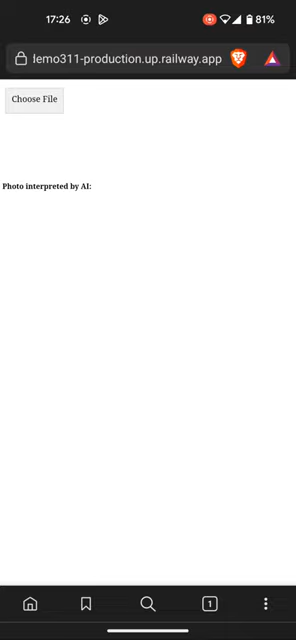 17:26
81%
lemo311-production.up.railway.app
Choose File
Photo interpreted by AI:
1